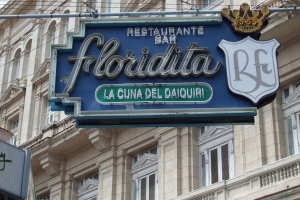 RESTAURANTE
BAR
floridita
LA CUNA DEL DAIQUIRI